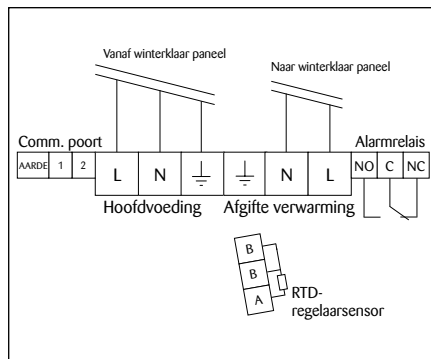 Vanaf winterklaar paneel
Naar winterklaar paneel
Comm. poort
Alarmrelais
AARDE 1 2 L N N L NO C NC
Hoofdvoeding Afgifte verwarming
B
B
A
RTD-
regelaarsensor